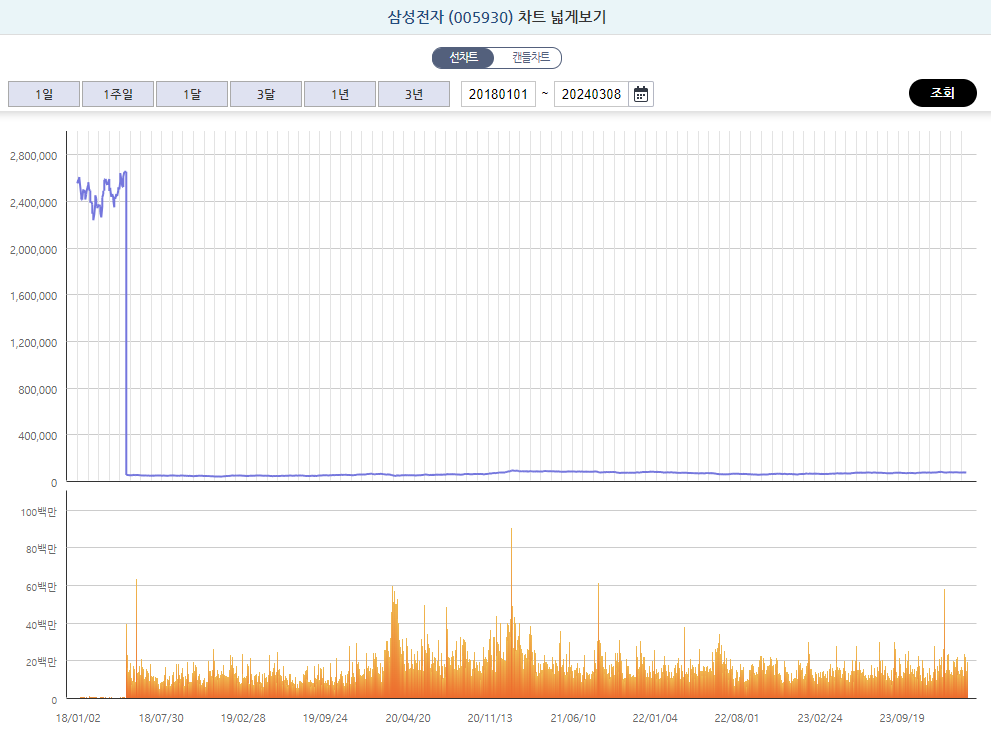 삼성전자 (005930) 차트 넓게보기
선차트 캔들차트
1일 1주일 1달 3달 1년 3년 20180101 ~ 20240308 조회
2,800,000
2,400,000
2,000,000
1,600,000
1,200,000
800,000
400,000
0
100백만
80백만
60백만
40백만
20백만
0
18/01/02 18/07/30 19/02/28 19/09/24 20/04/20 20/11/13 21/06/10 22/01/04 22/08/01 23/02/24 23/09/19